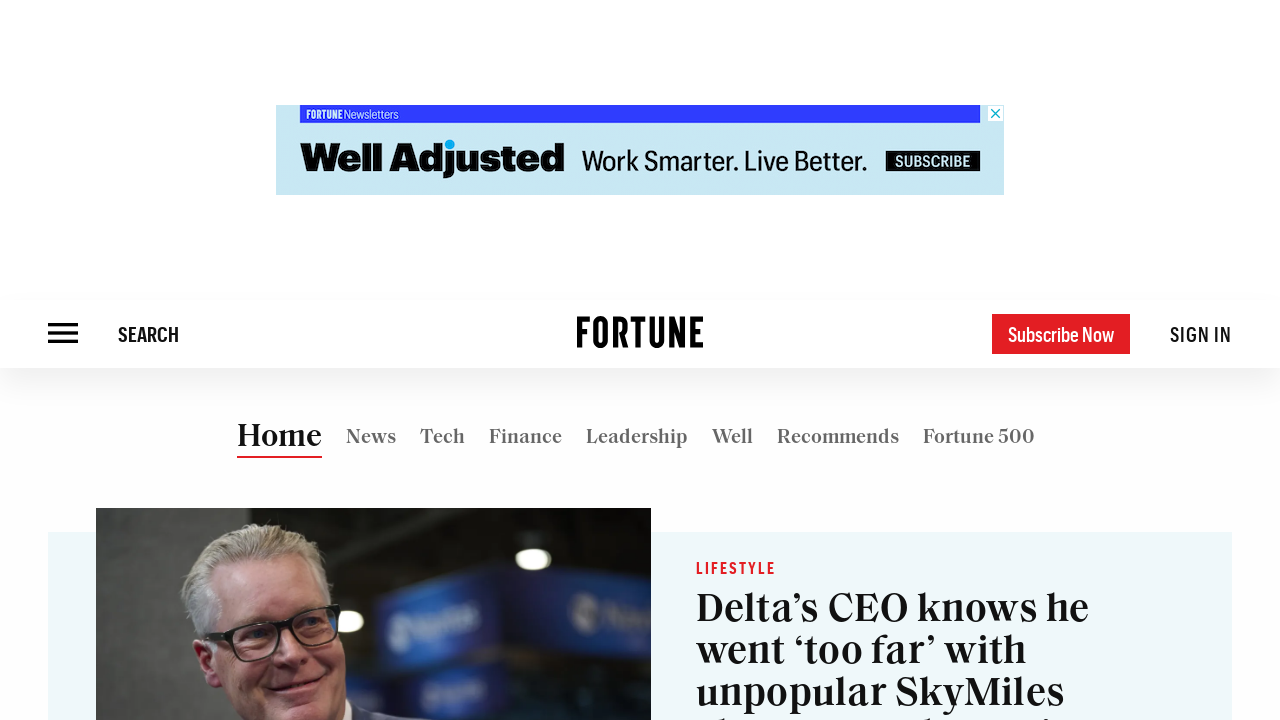 FORTUNE Newsletters
Well Adjusted Work Smarter. Live Better. SUBSCRIBE
SEARCH FORTUNE Subscribe Now SIGN IN
Home News Tech Finance Leadership Well Recommends Fortune 500
LIFESTYLE
Delta’s CEO knows he
went ‘too far’ with
unpopular SkyMiles